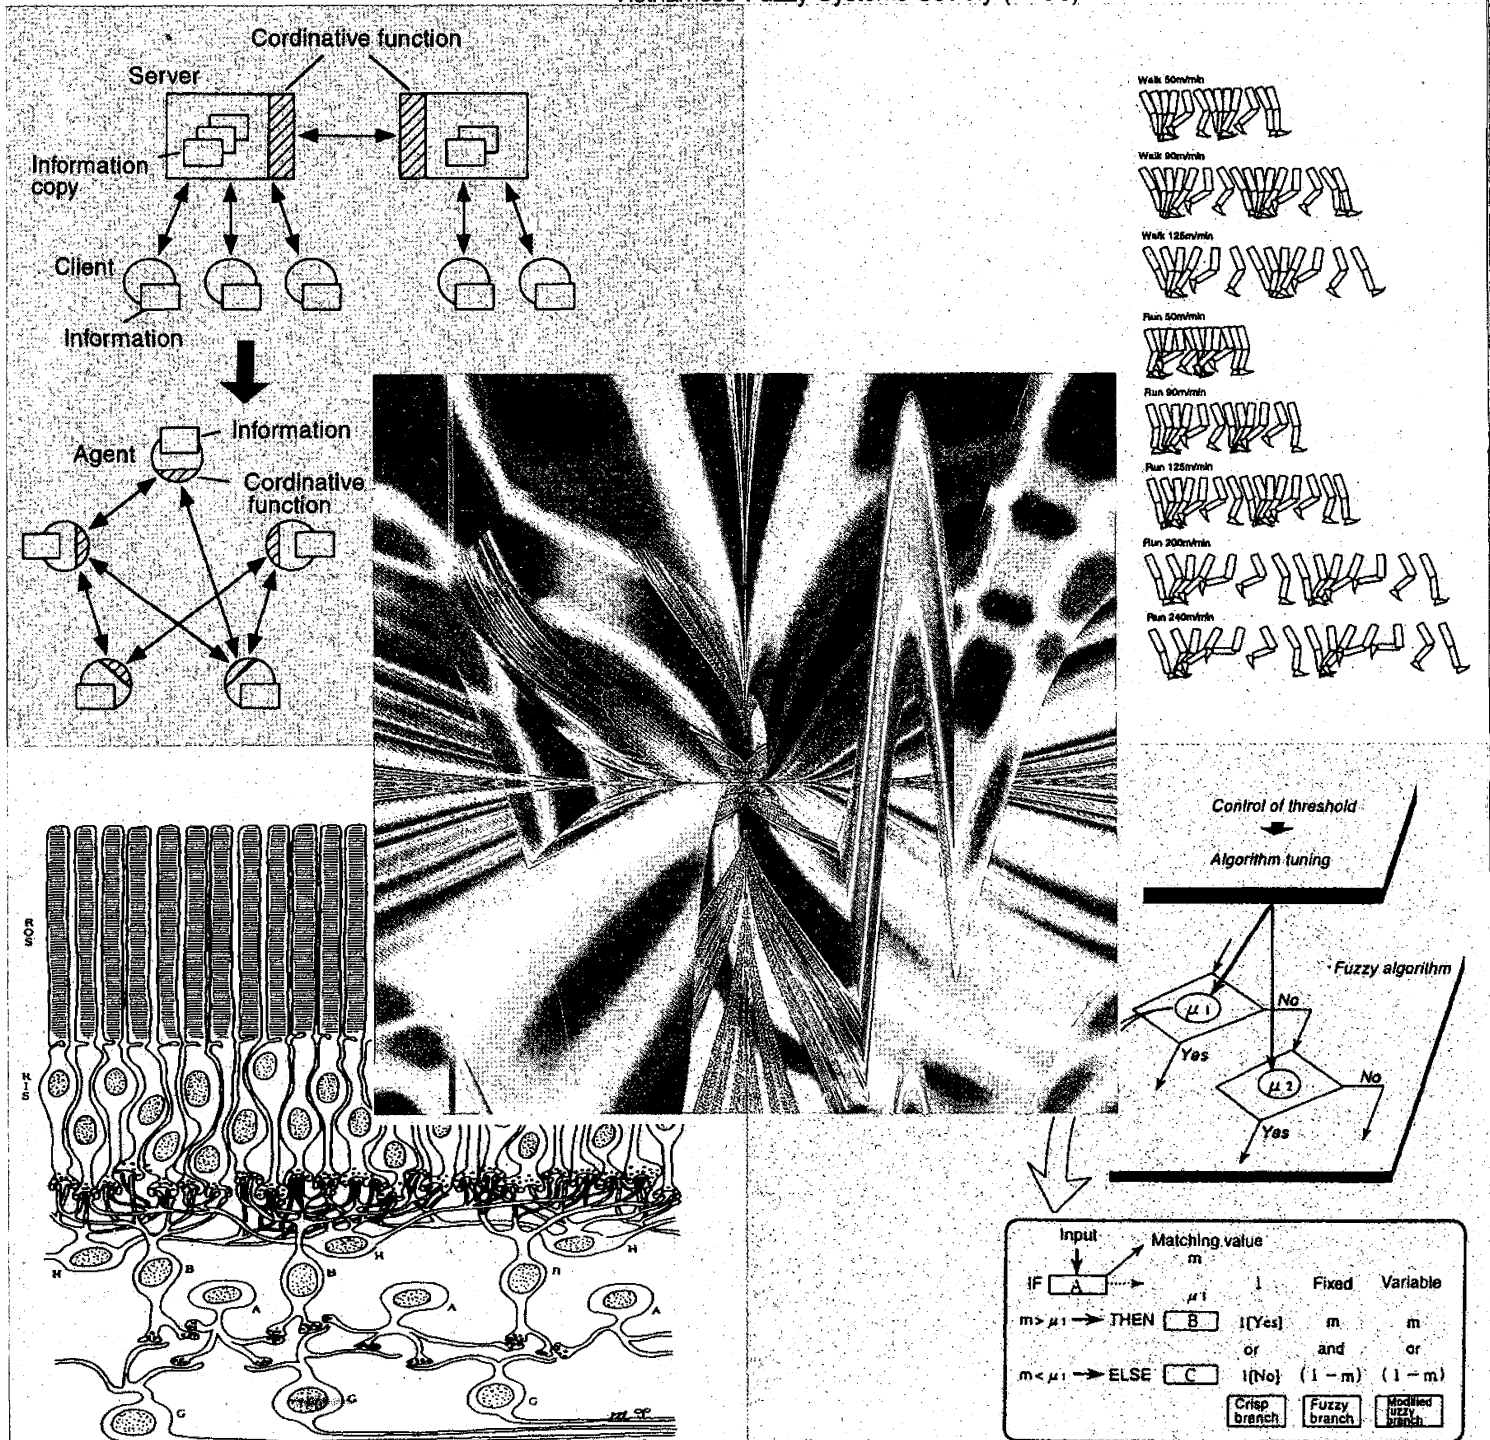 Cordinative function
Server
Information
copy
Client
Information
Information
Agent
Cordinative
function
Walk 50m/min
Walk 90m/min
Walk 125m/min
Run 50m/min
Run 90m/min
Run 125m/min
Run 200m/min
Run 240m/min
Control of threshold
Algorithm tuning
Fuzzy algorithm
μ1
No
Yes
μ2
No
Yes
ROS
RIS
H
B
B
H
B
H
A
A
A
G
G
G
Input
Matching value
m
IF A
μ1
1 Fixed Variable
m> μ1 THEN B 1[Yes] m m
or and or
m< μ1 ELSE C 1[No] (1-m) (1-m)
Crisp branch
Fuzzy branch
Modified fuzzy branch